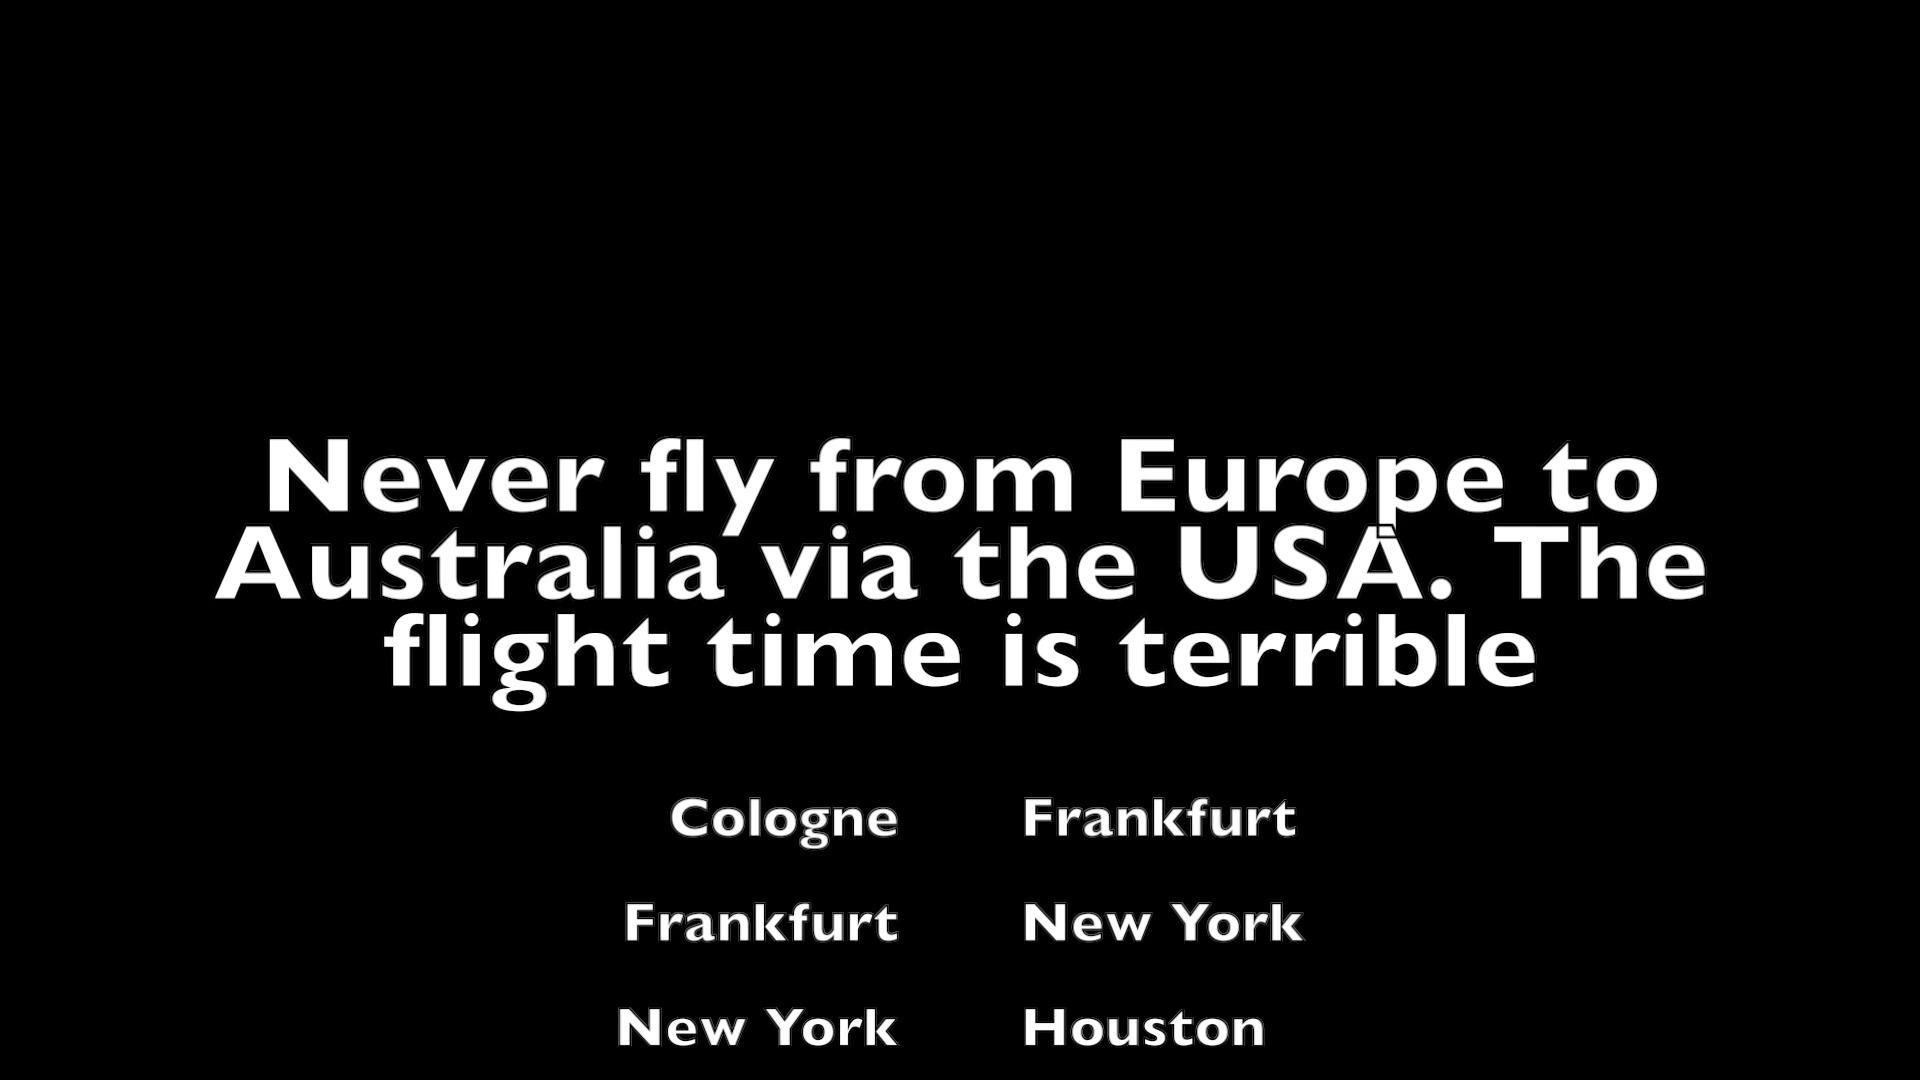 Never fly from Europe to
Australia via the USA. The
flight time is terrible
Cologne Frankfurt
Frankfurt New York
New York Houston